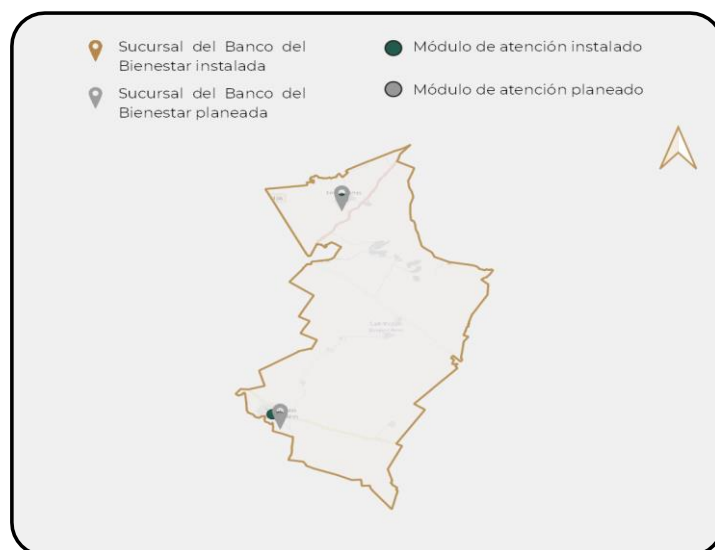 Sucursal del Banco del
Bienestar instalada
Sucursal del Banco del
Bienestar planeada
Módulo de atención instalado
Módulo de atención planeado